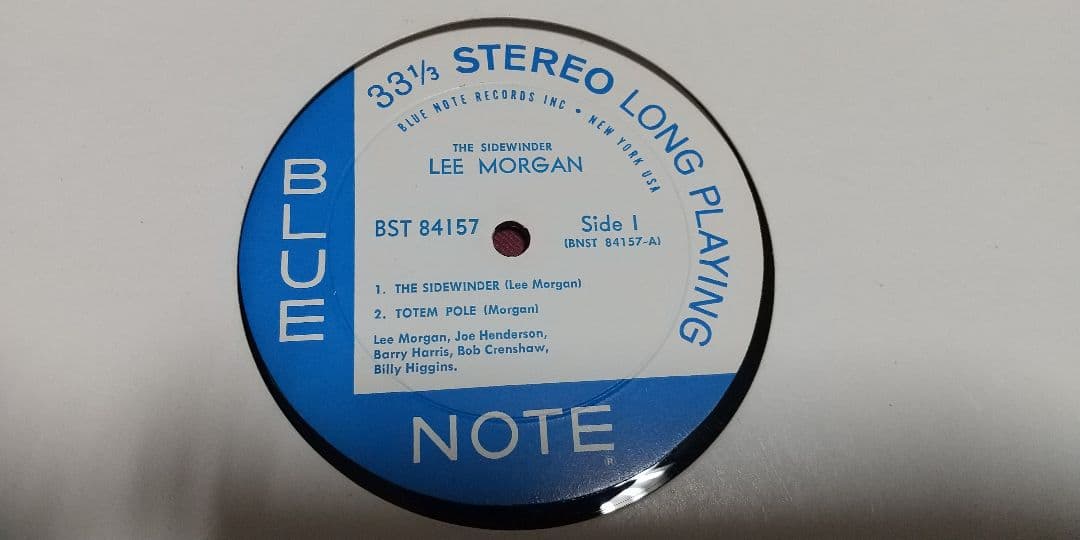 33⅓ STEREO LONG PLAYING
BLUE NOTE RECORDS INC • NEW YORK USA
THE SIDEWINDER
LEE MORGAN
BST 84157
Side 1
(BNST 84157-A)
1. THE SIDEWINDER (Lee Morgan)
2. TOTEM POLE (Morgan)
Lee Morgan, Joe Henderson,
Barry Harris, Bob Crenshaw,
Billy Higgins.
BLUE
NOTE
®